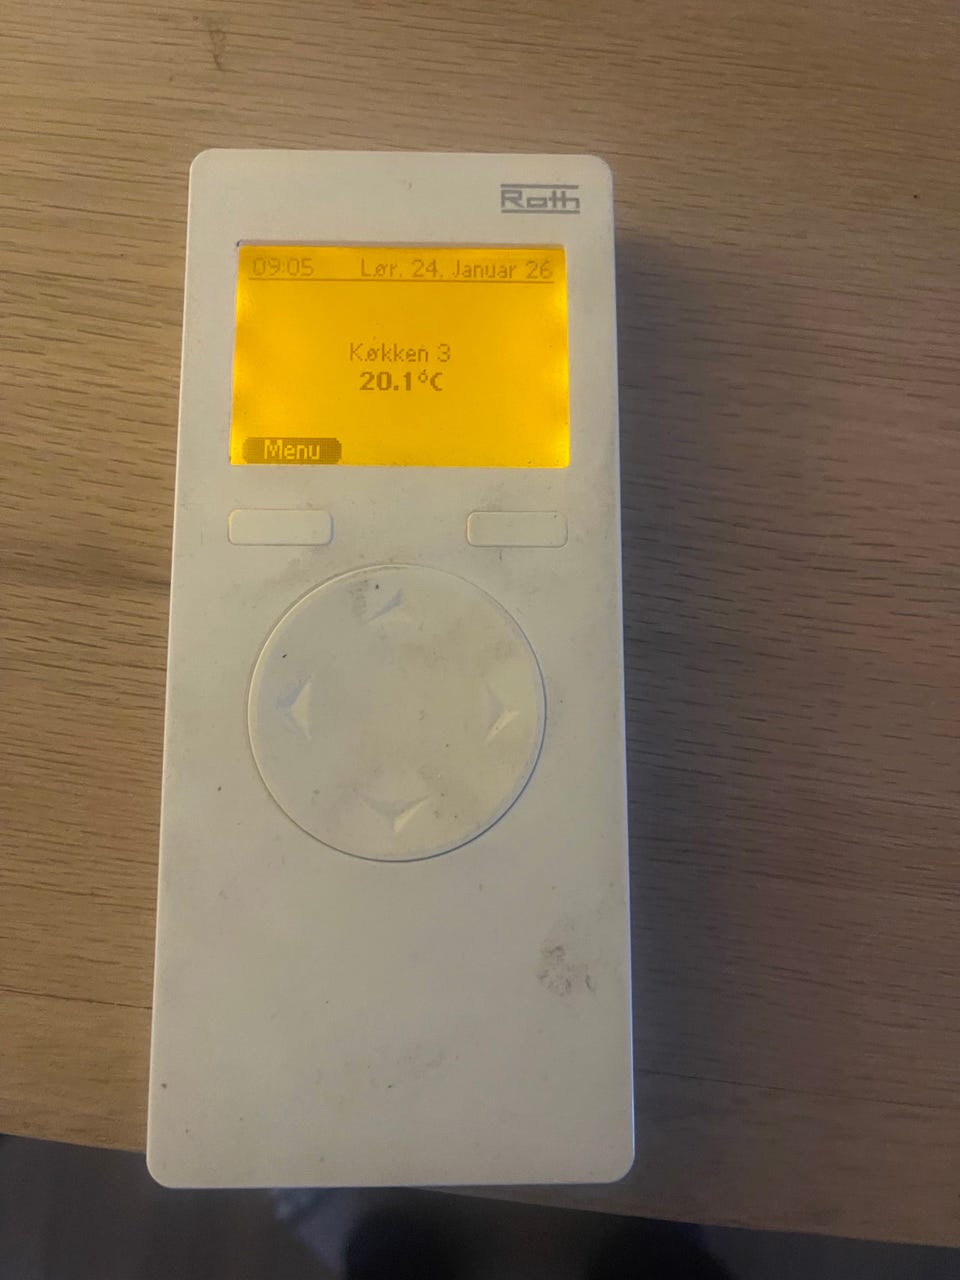 Roth
09:05 Lør. 24. Januar 26
Køkken 3
20.1°C
Menu